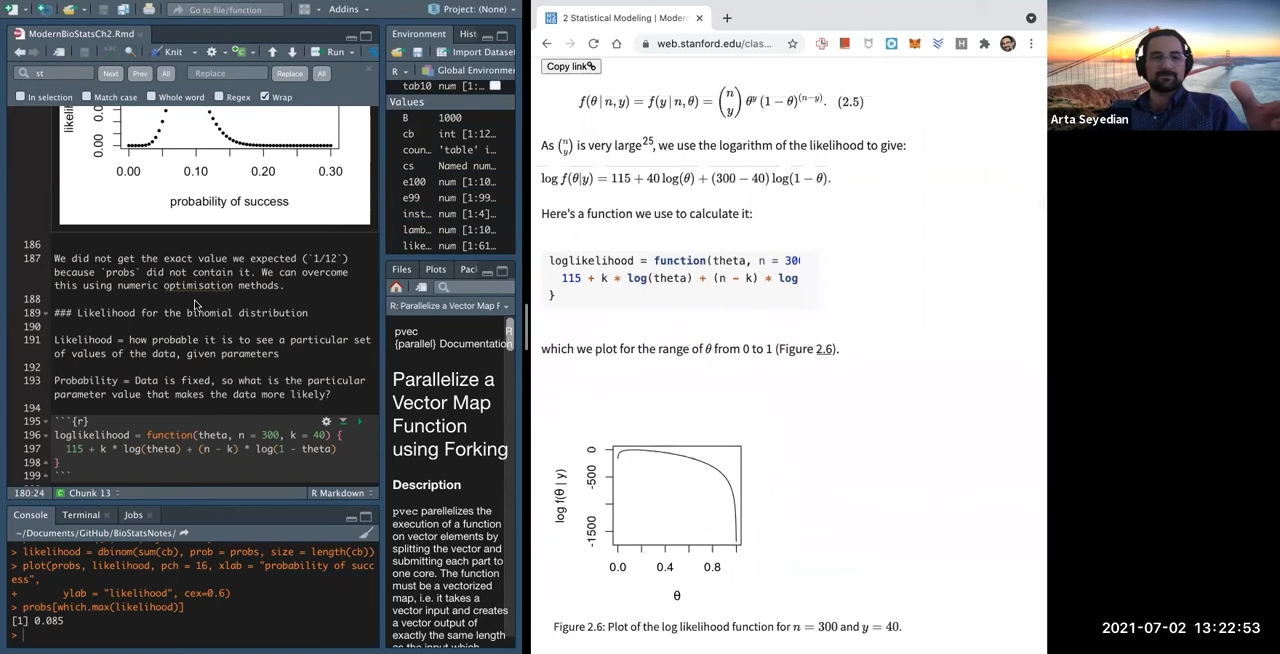 Go to file/function
Addins
Project: (None)
ModernBioStatsCh2.Rmd
Knit
Run
st
Next
Prev
All
Replace
Replace
All
In selection
Match case
Whole word
Regex
Wrap
0.00
0.00 0.10 0.20 0.30
probability of success
186
187 We did not get the exact value we expected (`1/12`)
because `probs` did not contain it. We can overcome
this using numeric optimisation methods.
188
189 ### Likelihood for the binomial distribution
190
191 Likelihood = how probable it is to see a particular set
of values of the data, given parameters
192
193 Probability = Data is fixed, so what is the particular
parameter value that makes the data more likely?
194
195 ```{r}
196 loglikelihood = function(theta, n = 300, k = 40) {
197 115 + k * log(theta) + (n - k) * log(1 - theta)
198 }
199 ```
180:24 Chunk 13 R Markdown
Console Terminal Jobs
~/Documents/GitHub/BioStatsNotes/
> likelihood = dbinom(sum(cb), prob = probs, size = length(cb))
> plot(probs, likelihood, pch = 16, xlab = "probability of succ
ess",
+ ylab = "likelihood", cex=0.6)
> probs[which.max(likelihood)]
[1] 0.085
>
Environment Hist
Import Dataset
R Global Environme
tab10 num [1:…
Values
B 1000
cb int [1:12…
coun… 'table' i…
cs Named num…
e100 num [1:10…
e99 num [1:99…
inst… num [1:4]…
lamb… num [1:10…
like… num [1:61…
Files Plots Pac
R: Parallelize a Vector Map F
pvec R
{parallel} Documentation
Parallelize a
Vector Map
Function
using Forking
Description
pvec parellelizes the
execution of a function
on vector elements by
splitting the vector and
submitting each part to
one core. The function
must be a vectorized
map, i.e. it takes a
vector input and creates
a vector output of
exactly the same length
as the input which
2 Statistical Modeling | Modern
web.stanford.edu/clas...
Copy link
f(θ | n, y) = f(y | n, θ) = (n y) θ^y (1 − θ)^(n−y). (2.5)
As (n y) is very large25, we use the logarithm of the likelihood to give:
log f(θ|y) = 115 + 40 log(θ) + (300 − 40) log(1 − θ).
Here's a function we use to calculate it:
loglikelihood = function(theta, n = 300
115 + k * log(theta) + (n - k) * log
}
which we plot for the range of θ from 0 to 1 (Figure 2.6).
log f(θ | y)
0
-500
-1500
0.0 0.4 0.8
θ
Figure 2.6: Plot of the log likelihood function for n = 300 and y = 40.
Arta Seyedian
2021-07-02 13:22:53